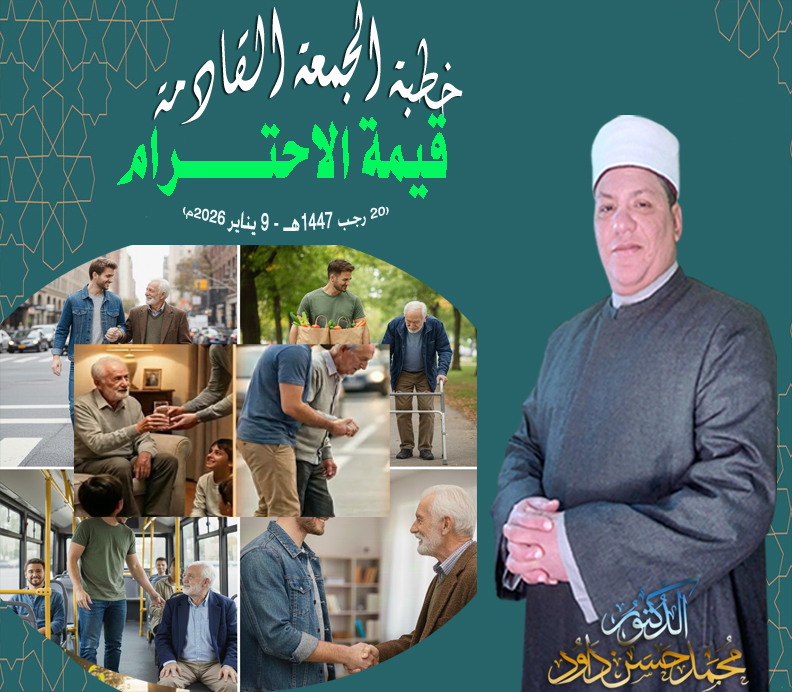 خطبة الجمعة القادمة
قيمة الاحترام
(20 رجب 1447هـ - 9 يناير 2026م)
الدكتور
محمد حسن داود